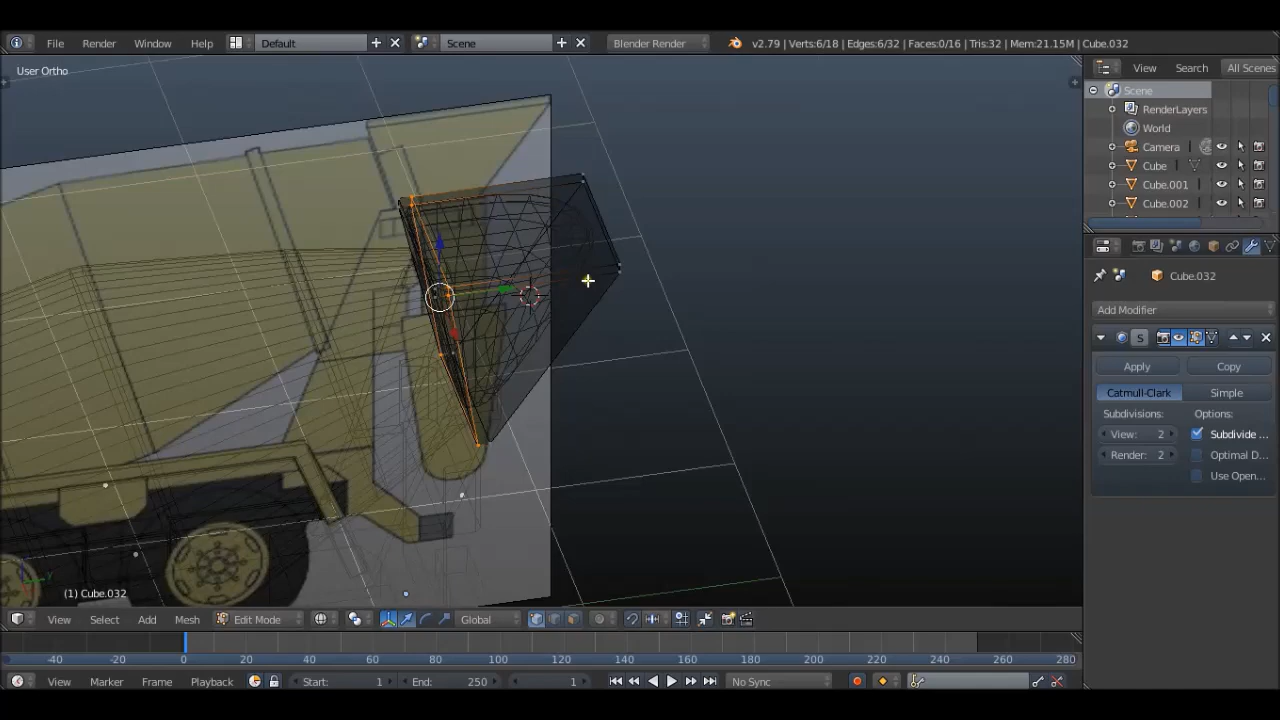 File Render Window Help Default Scene Blender Render v2.79 | Verts:6/18 | Edges:6/32 | Faces:0/16 | Tris:32 | Mem:21.15M | Cube.032
User Ortho
View Search All Scenes
Scene
RenderLayers
World
Camera
Cube
Cube.001
Cube.002
Cube.032
Add Modifier
S
Apply Copy
Catmull-Clark Simple
Subdivisions: Options:
View: 2 Subdivide ...
Render: 2 Optimal D...
Use Open...
(1) Cube.032
View Select Add Mesh Edit Mode Global
-40 -20 0 20 40 60 80 100 120 140 160 180 200 220 240 260 280
View Marker Frame Playback Start: 1 End: 250 1 No Sync